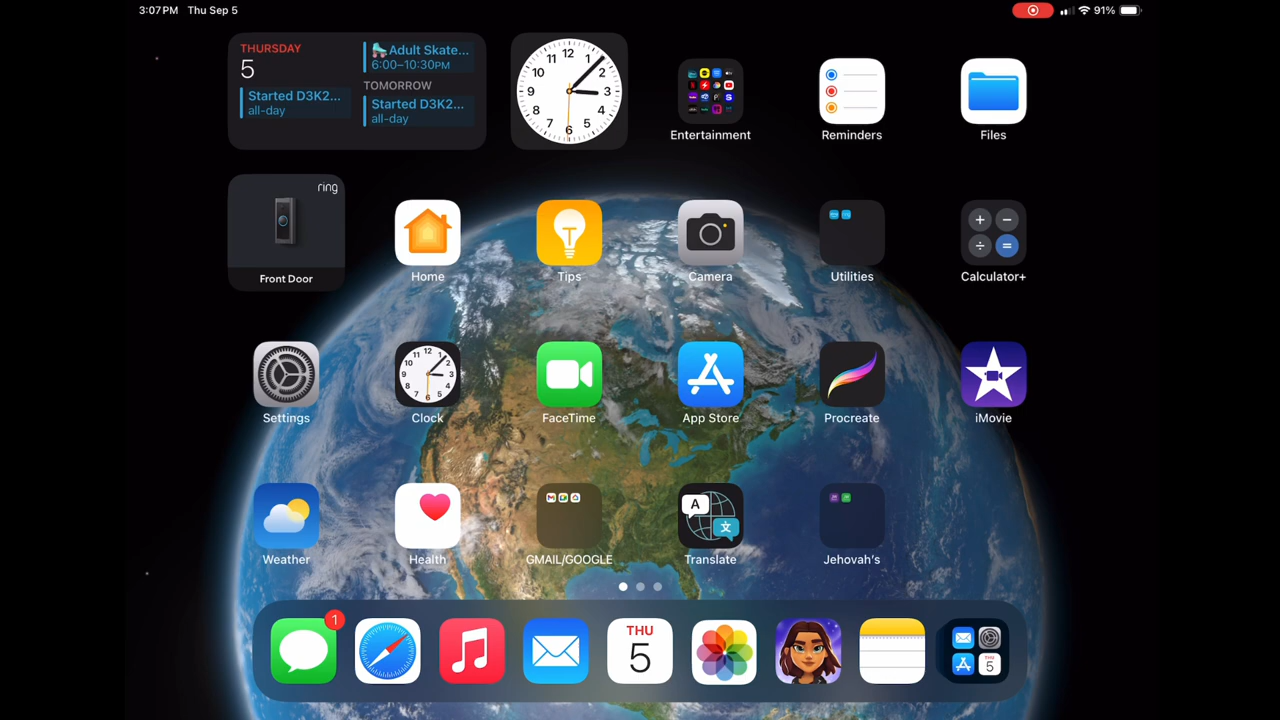 3:07 PM Thu Sep 5
91%
THURSDAY
5
Started D3K2...
all-day
Adult Skate...
6:00–10:30PM
TOMORROW
Started D3K2...
all-day
12
1
2
3
4
5
6
7
8
9
10
11
Entertainment
Reminders
Files
ring
Front Door
Home
Tips
Camera
Utilities
Calculator+
Settings
Clock
FaceTime
App Store
Procreate
iMovie
Weather
Health
GMAIL/GOOGLE
A
文
Translate
Jehovah's
1
THU
5
5